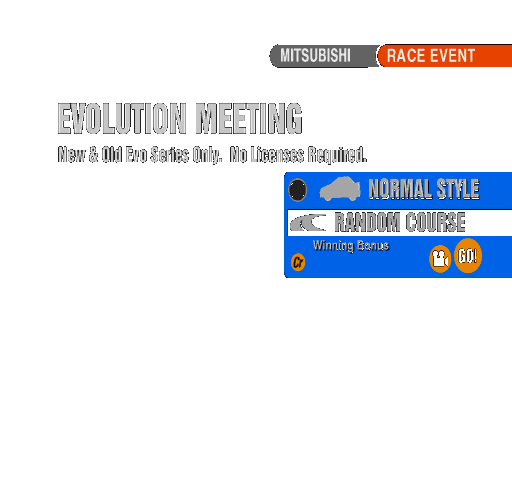 MITSUBISHI RACE EVENT
EVOLUTION MEETING
New & Old Evo Series Only. No Licenses Required.
NORMAL STYLE
RANDOM COURSE
Winning Bonus
GO!
Cr